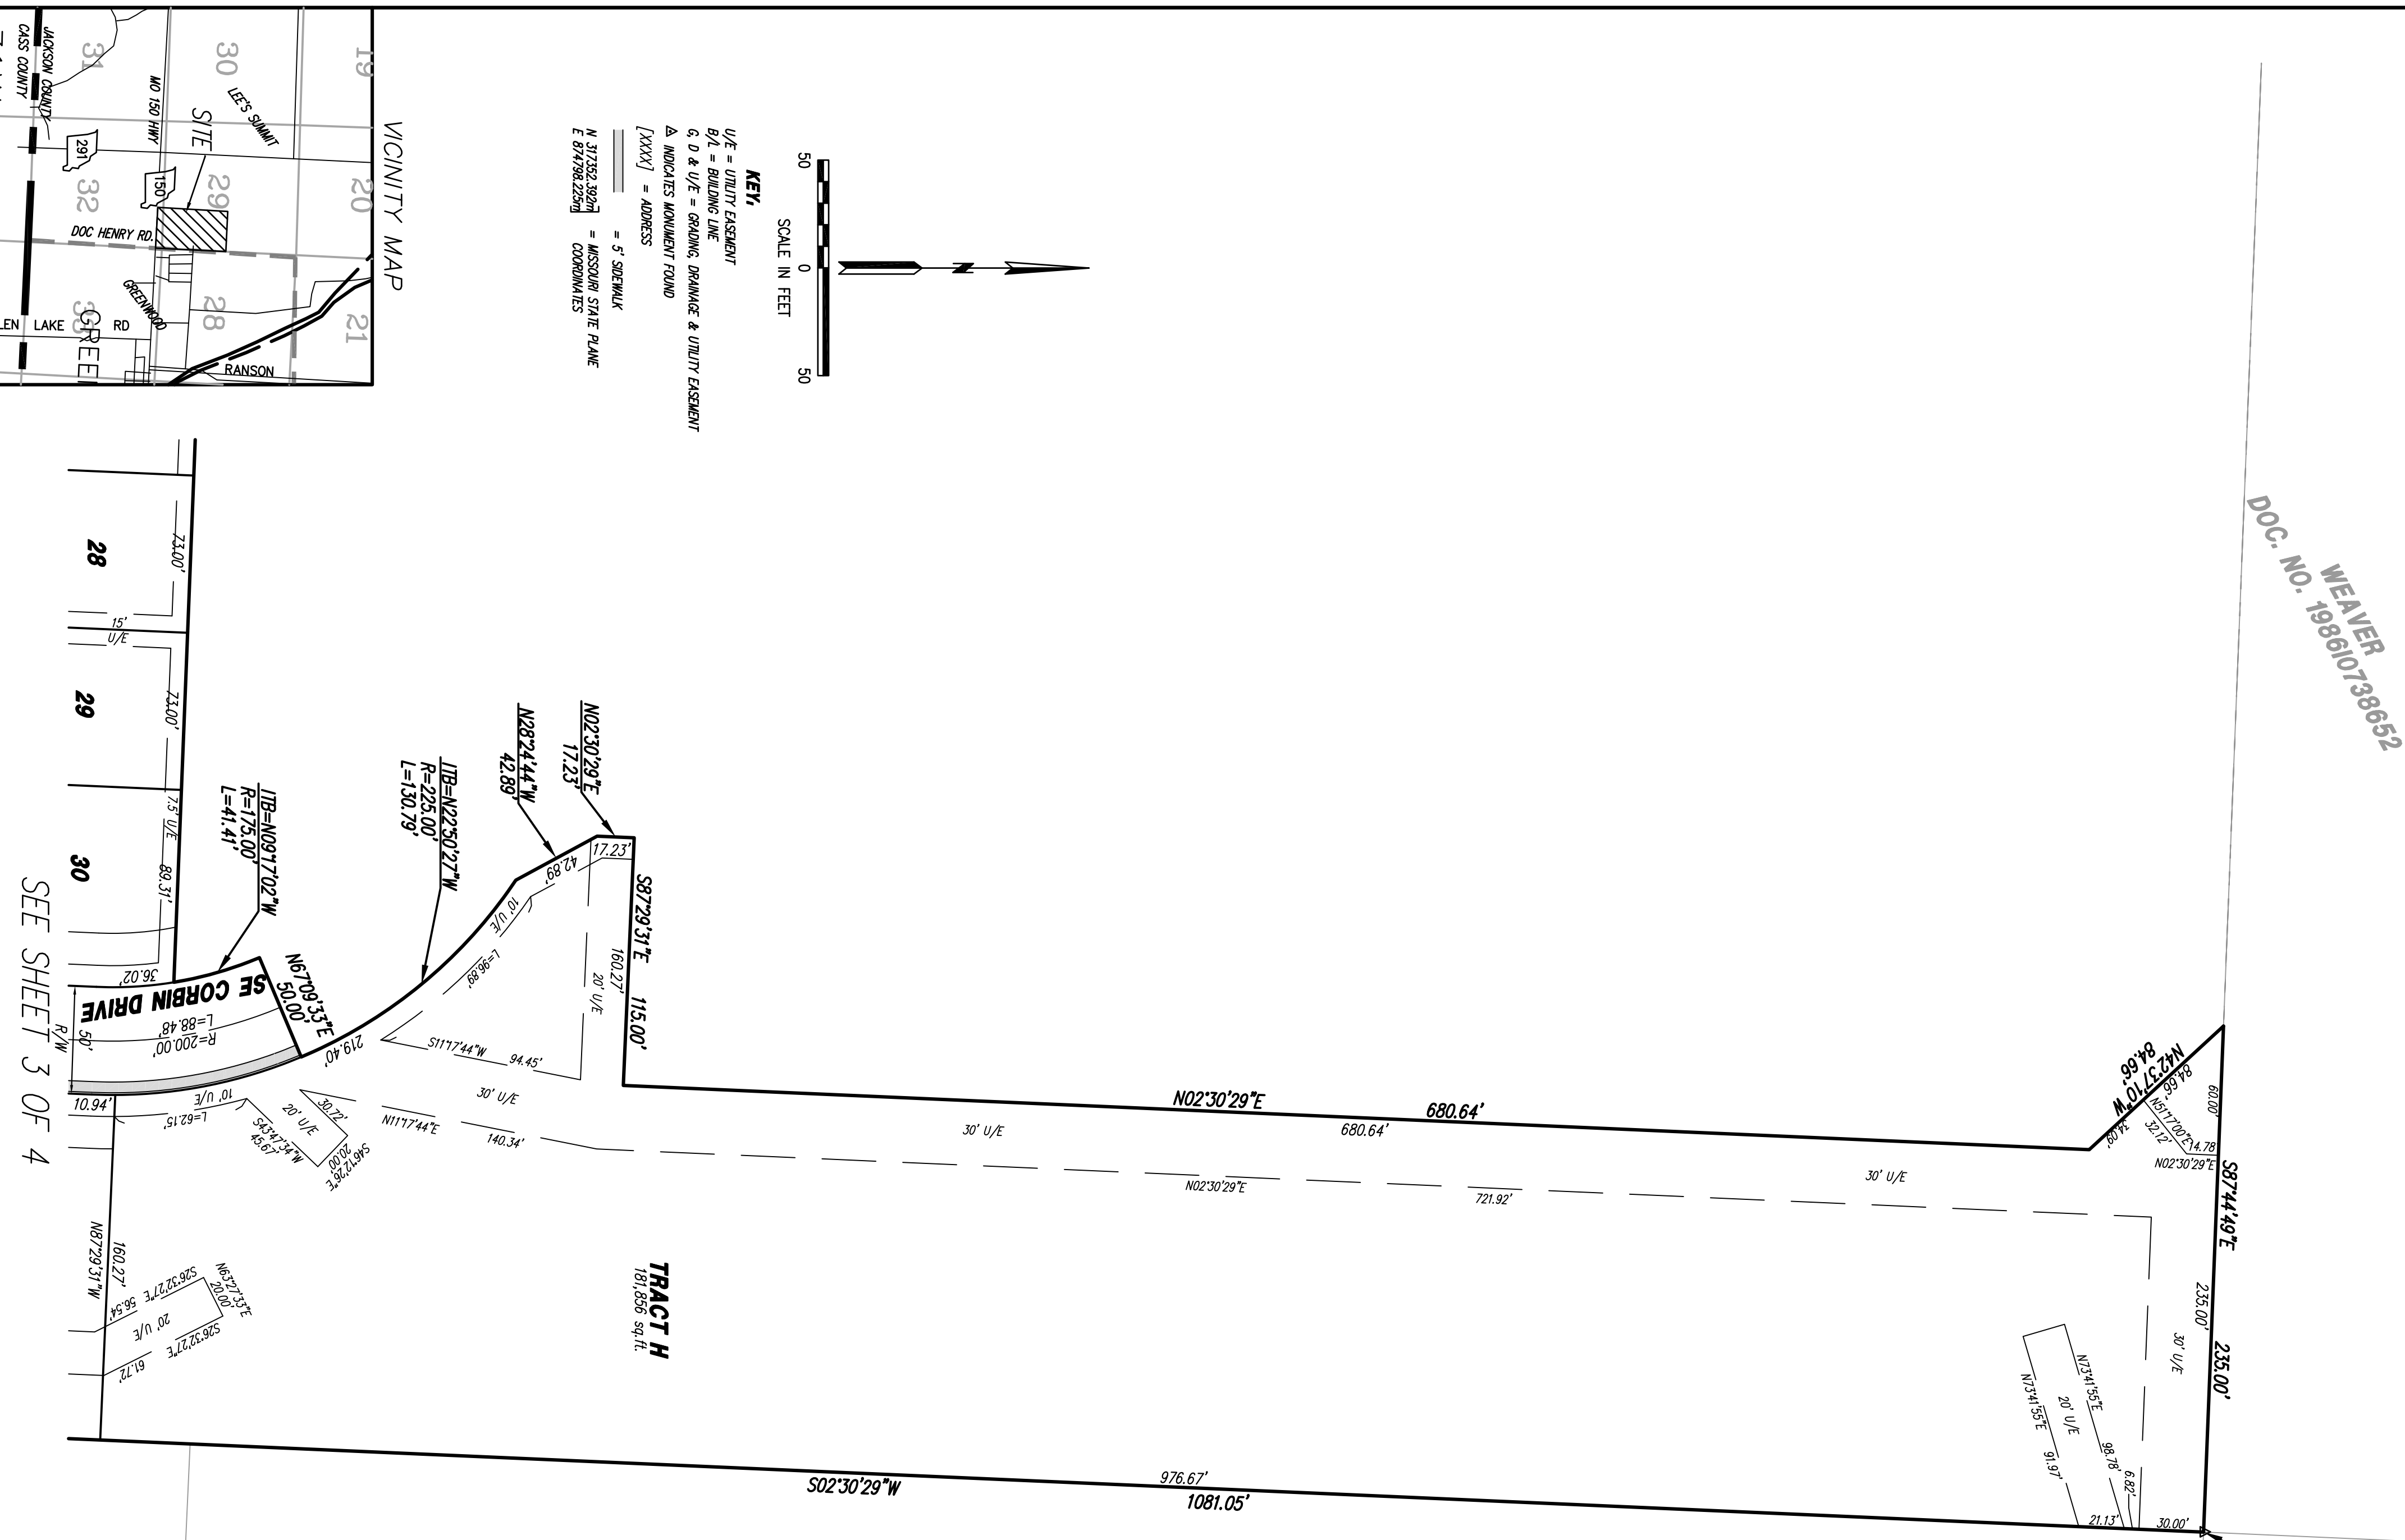 VICINITY MAP
19
20
21
30
29
28
31
32
33
LEE'S SUMMIT
SITE
MO 150 HWY
JACKSON COUNTY
CASS COUNTY
291
150
DOC HENRY RD.
GREENWOOD
LAKE RD
RANSON
SCALE IN FEET
50
0
50
KEY:
U/E = UTILITY EASEMENT
B/L = BUILDING LINE
G, D & U/E = GRADING, DRAINAGE & UTILITY EASEMENT
INDICATES MONUMENT FOUND
[XXXX] = ADDRESS
= 5' SIDEWALK
N 317352.392m
E 874798.225m
= MISSOURI STATE PLANE
COORDINATES
WEAVER
DOC. NO. 1986I0738652
28
73.00'
15'
U/E
29
73.00'
7.5' U/E
30
89.31'
36.02'
ITB=N09°17'02"W
R=175.00'
L=41.41'
ITB=N22°50'27"W
R=225.00'
L=130.79'
N28°24'44"W
42.89'
N02°30'29"E
17.23'
17.23'
42.89'
10' U/E
L=96.89'
S87°29'31"E
115.00'
160.27'
20' U/E
S11°17'44"W
94.45'
SE CORBIN DRIVE
L=88.48'
R=200.00'
50'
R/W
N67°09'33"E
50.00'
219.40'
10.94'
10' U/E
L=62.15'
20' U/E
30.72'
S43°47'34"W
45.67'
S46°12'26"E
20.00'
N11°17'44"E
140.34'
30' U/E
30' U/E
N02°30'29"E
680.64'
680.64'
N02°30'29"E
721.92'
30' U/E
N42°37'10"W
84.66'
84.66'
60.00'
N51°17'00"E
32.12'
34.09'
14.78
N02°30'29"E
S87°44'49"E
235.00'
235.00'
30' U/E
N73°41'55"E
98.78'
20' U/E
N73°41'55"E
91.97'
6.82'
21.13'
30.00'
TRACT H
181,856 sq.ft.
N87°29'31"W
160.27'
S26°32'27"E
56.54'
N63°27'33"E
20.00'
20' U/E
S26°32'27"E
61.72'
976.67'
S02°30'29"W
1081.05'
SEE SHEET 3 OF 4